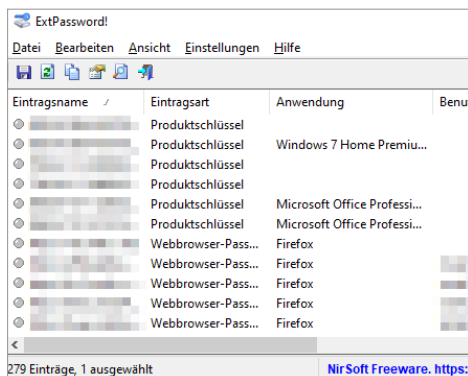 ExtPassword!
Datei Bearbeiten Ansicht Einstellungen Hilfe
Eintragsname Eintragsart Anwendung Benu
Produktschlüssel
Produktschlüssel Windows 7 Home Premiu...
Produktschlüssel
Produktschlüssel
Produktschlüssel Microsoft Office Professi...
Produktschlüssel Microsoft Office Professi...
Webbrowser-Pass... Firefox
Webbrowser-Pass... Firefox
Webbrowser-Pass... Firefox
Webbrowser-Pass... Firefox
Webbrowser-Pass... Firefox
279 Einträge, 1 ausgewählt NirSoft Freeware. https: